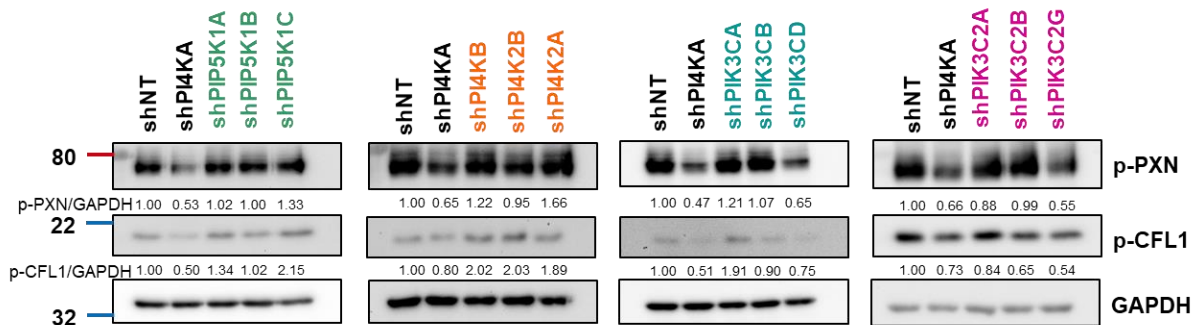 shNT shPI4KA shPIP5K1A shPIP5K1B shPIP5K1C shNT shPI4KA shPI4KB shPI4K2B shPI4K2A shNT shPI4KA shPIK3CA shPIK3CB shPIK3CD shNT shPI4KA shPIK3C2A shPIK3C2B shPIK3C2G
80 p-PXN
p-PXN/GAPDH 1.00 0.53 1.02 1.00 1.33 1.00 0.65 1.22 0.95 1.66 1.00 0.47 1.21 1.07 0.65 1.00 0.66 0.88 0.99 0.55
22 p-CFL1
p-CFL1/GAPDH 1.00 0.50 1.34 1.02 2.15 1.00 0.80 2.02 2.03 1.89 1.00 0.51 1.91 0.90 0.75 1.00 0.73 0.84 0.65 0.54
32 GAPDH